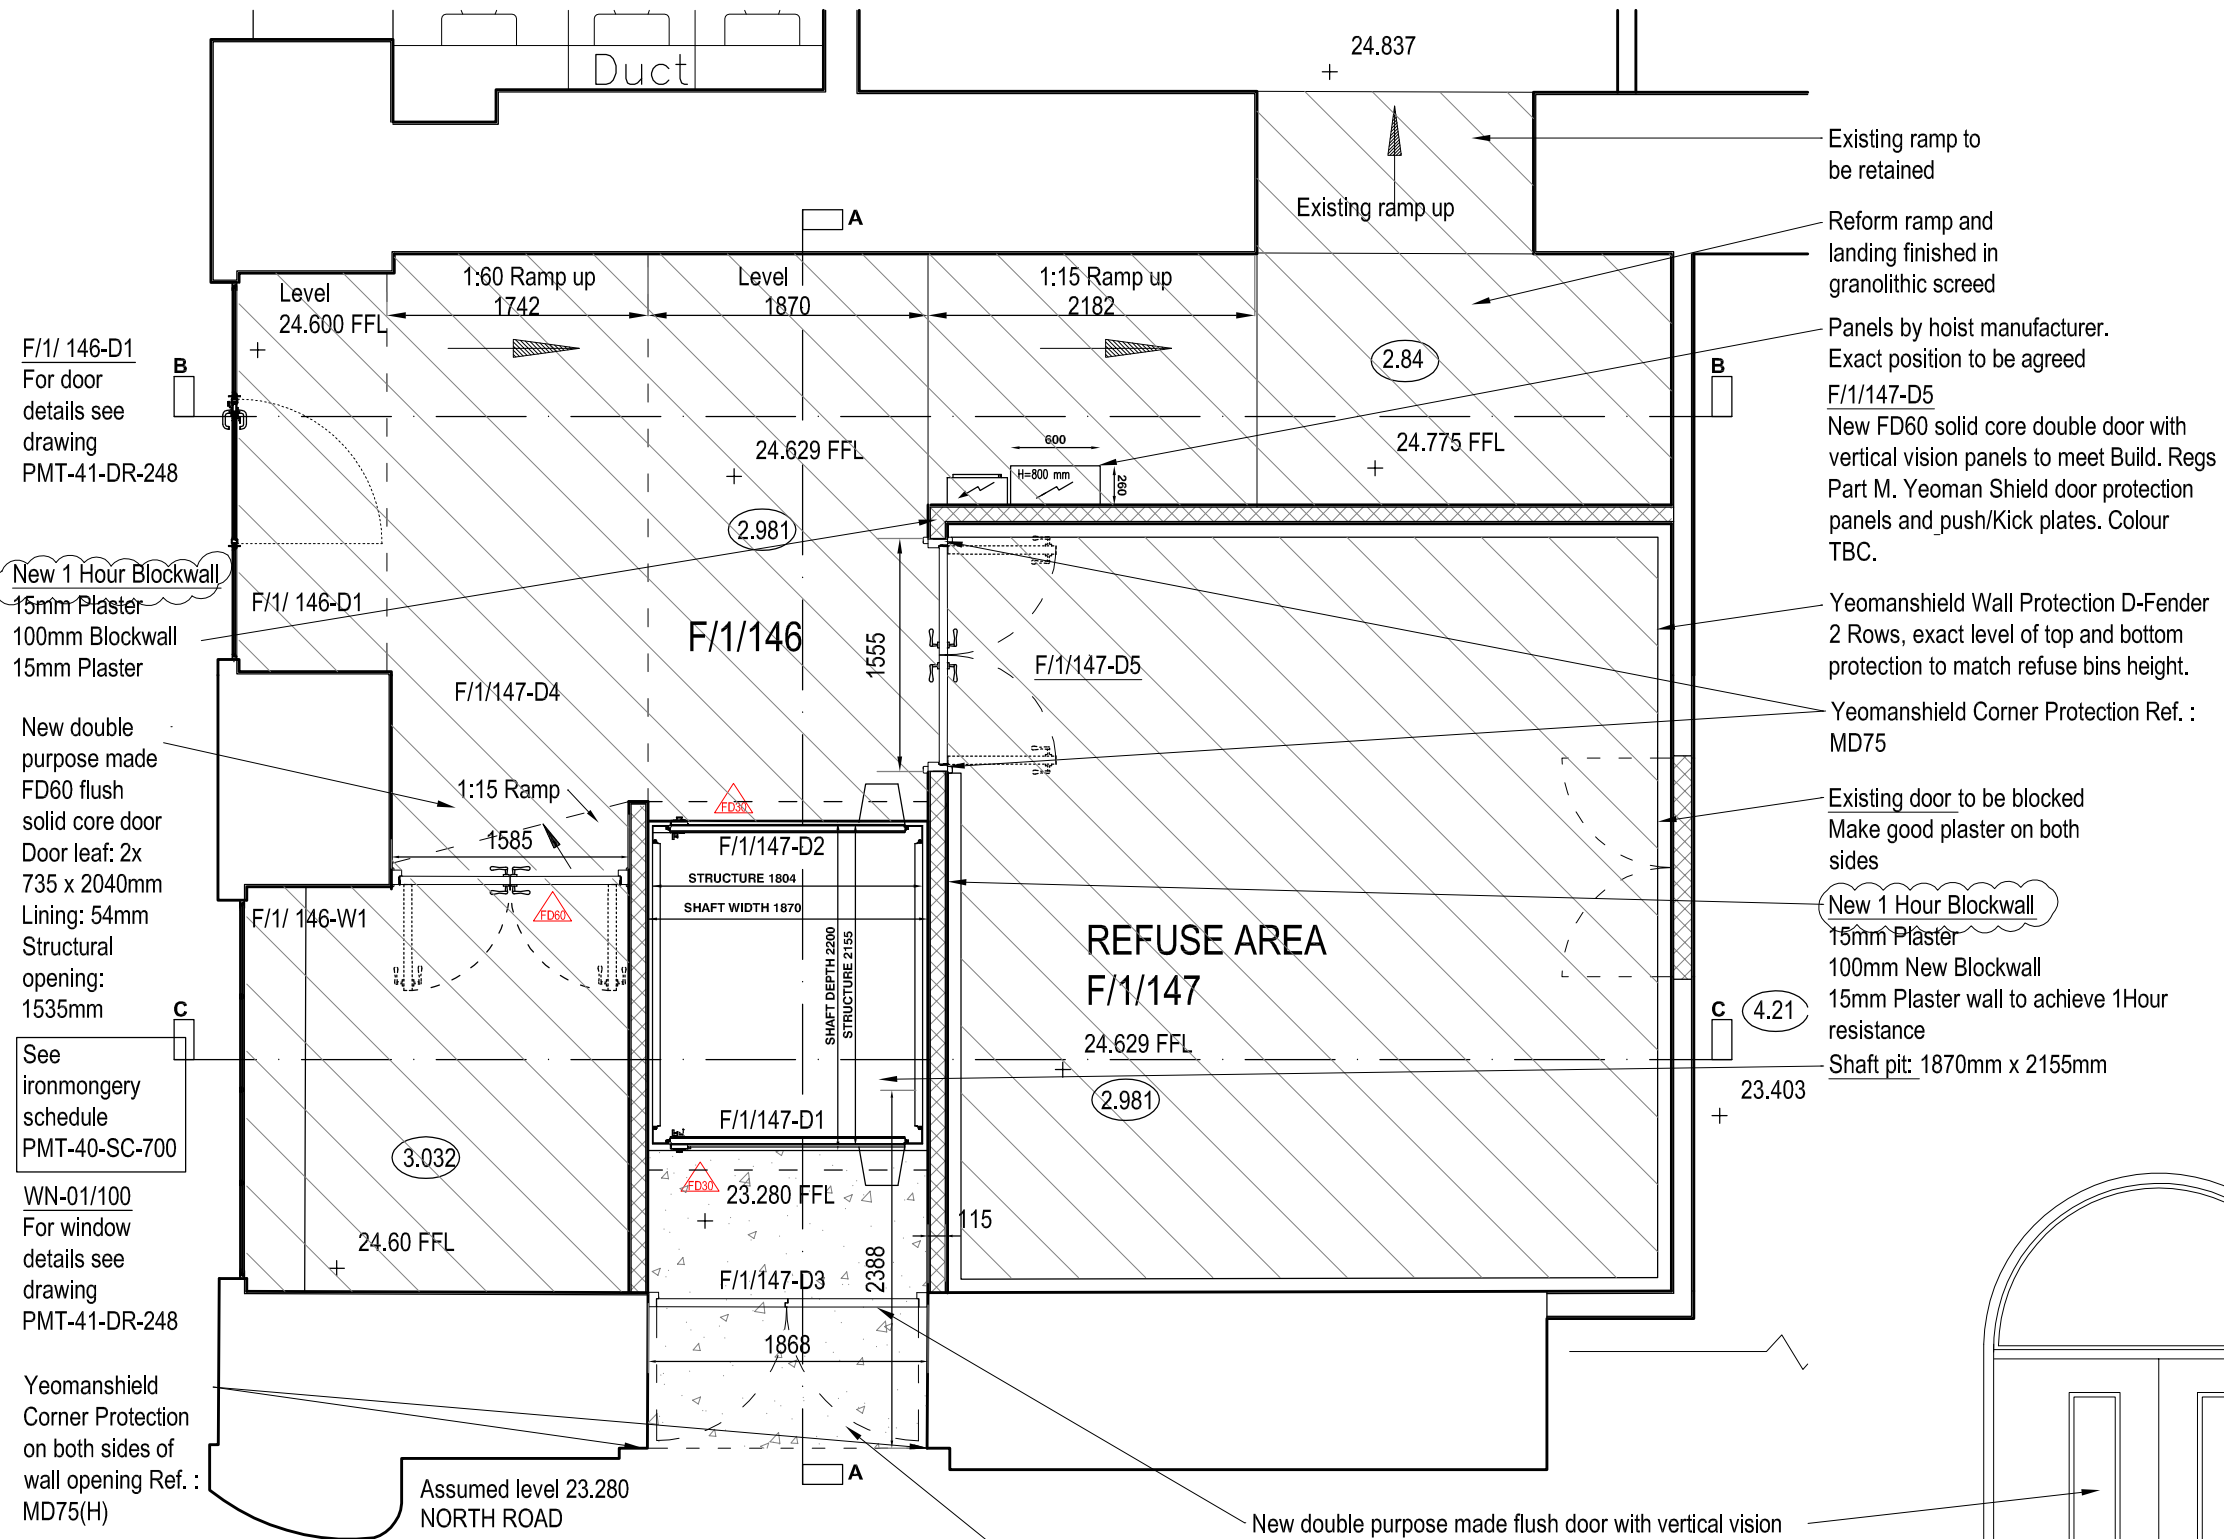 Duct
24.837
Existing ramp up
A
1:60 Ramp up
1742
Level
1870
1:15 Ramp up
2182
Level
24.600 FFL
2.84
B
B
24.629 FFL
24.775 FFL
600
H=800 mm
260
2.981
F/1/ 146-D1
For door
details see
drawing
PMT-41-DR-248
New 1 Hour Blockwall
15mm Plaster
100mm Blockwall
15mm Plaster
F/1/ 146-D1
F/1/146
1555
F/1/147-D5
F/1/147-D4
New double
purpose made
FD60 flush
solid core door
Door leaf: 2x
735 x 2040mm
Lining: 54mm
Structural
opening:
1535mm
1:15 Ramp
1585
FD30
F/1/147-D2
STRUCTURE 1804
SHAFT WIDTH 1870
SHAFT DEPTH 2200
STRUCTURE 2155
F/1/ 146-W1
FD60
REFUSE AREA
F/1/147
24.629 FFL
2.981
C
C
4.21
23.403
See
ironmongery
schedule
PMT-40-SC-700
F/1/147-D1
3.032
FD30
23.280 FFL
115
2388
24.60 FFL
F/1/147-D3
1868
WN-01/100
For window
details see
drawing
PMT-41-DR-248
Yeomanshield
Corner Protection
on both sides of
wall opening Ref. :
MD75(H)
Assumed level 23.280
NORTH ROAD
A
Existing ramp to
be retained
Reform ramp and
landing finished in
granolithic screed
Panels by hoist manufacturer.
Exact position to be agreed
F/1/147-D5
New FD60 solid core double door with
vertical vision panels to meet Build. Regs
Part M. Yeoman Shield door protection
panels and push/Kick plates. Colour
TBC.
Yeomanshield Wall Protection D-Fender
2 Rows, exact level of top and bottom
protection to match refuse bins height.
Yeomanshield Corner Protection Ref. :
MD75
Existing door to be blocked
Make good plaster on both
sides
New 1 Hour Blockwall
15mm Plaster
100mm New Blockwall
15mm Plaster wall to achieve 1Hour
resistance
Shaft pit: 1870mm x 2155mm
New double purpose made flush door with vertical vision